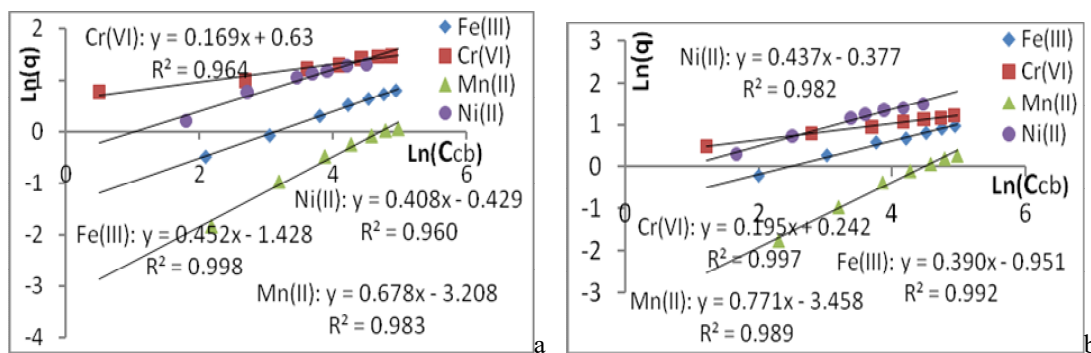 Cr(VI): y = 0.169x + 0.63
R² = 0.964
Fe(III)
Cr(VI)
Mn(II)
Ni(II)
Ln(q)
2
1
0
-1
-2
-3
-4
0
2
4
6
Ln(Ccb)
Ni(II): y = 0.408x - 0.429
R² = 0.960
Fe(III): y = 0.452x - 1.428
R² = 0.998
Mn(II): y = 0.678x - 3.208
R² = 0.983
a
Ni(II): y = 0.437x - 0.377
R² = 0.982
Fe(III)
Cr(VI)
Mn(II)
Ni(II)
Ln(q)
3
2
1
0
-1
-2
-3
0
2
4
6
Ln(Ccb)
Cr(VI): y = 0.195x + 0.242
R² = 0.997
Fe(III): y = 0.390x - 0.951
R² = 0.992
Mn(II): y = 0.771x - 3.458
R² = 0.989
b